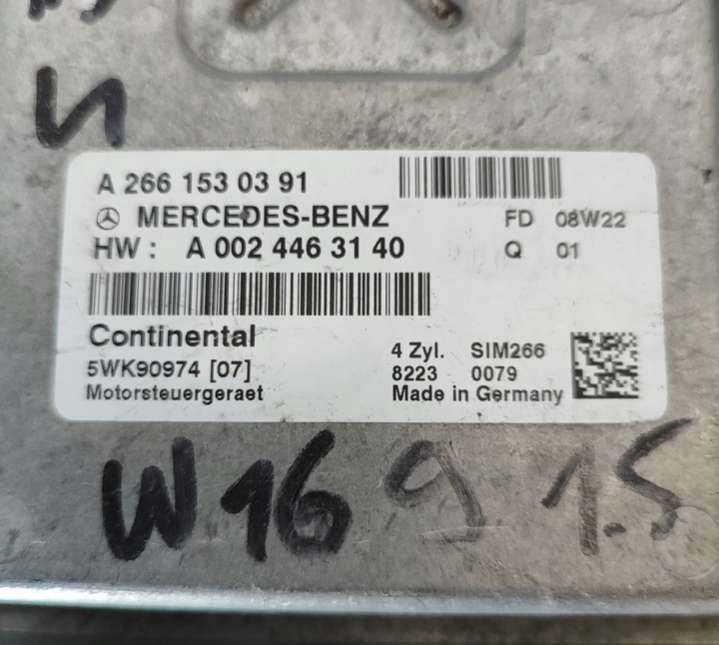 И
A 266 153 03 91
MERCEDES-BENZ FD 08W22
HW : A 002 446 31 40 Q 01
Continental
5WK90974 [07] 4 Zyl. SIM266
8223 0079
Motorsteuergeraet Made in Germany
W169 1.5